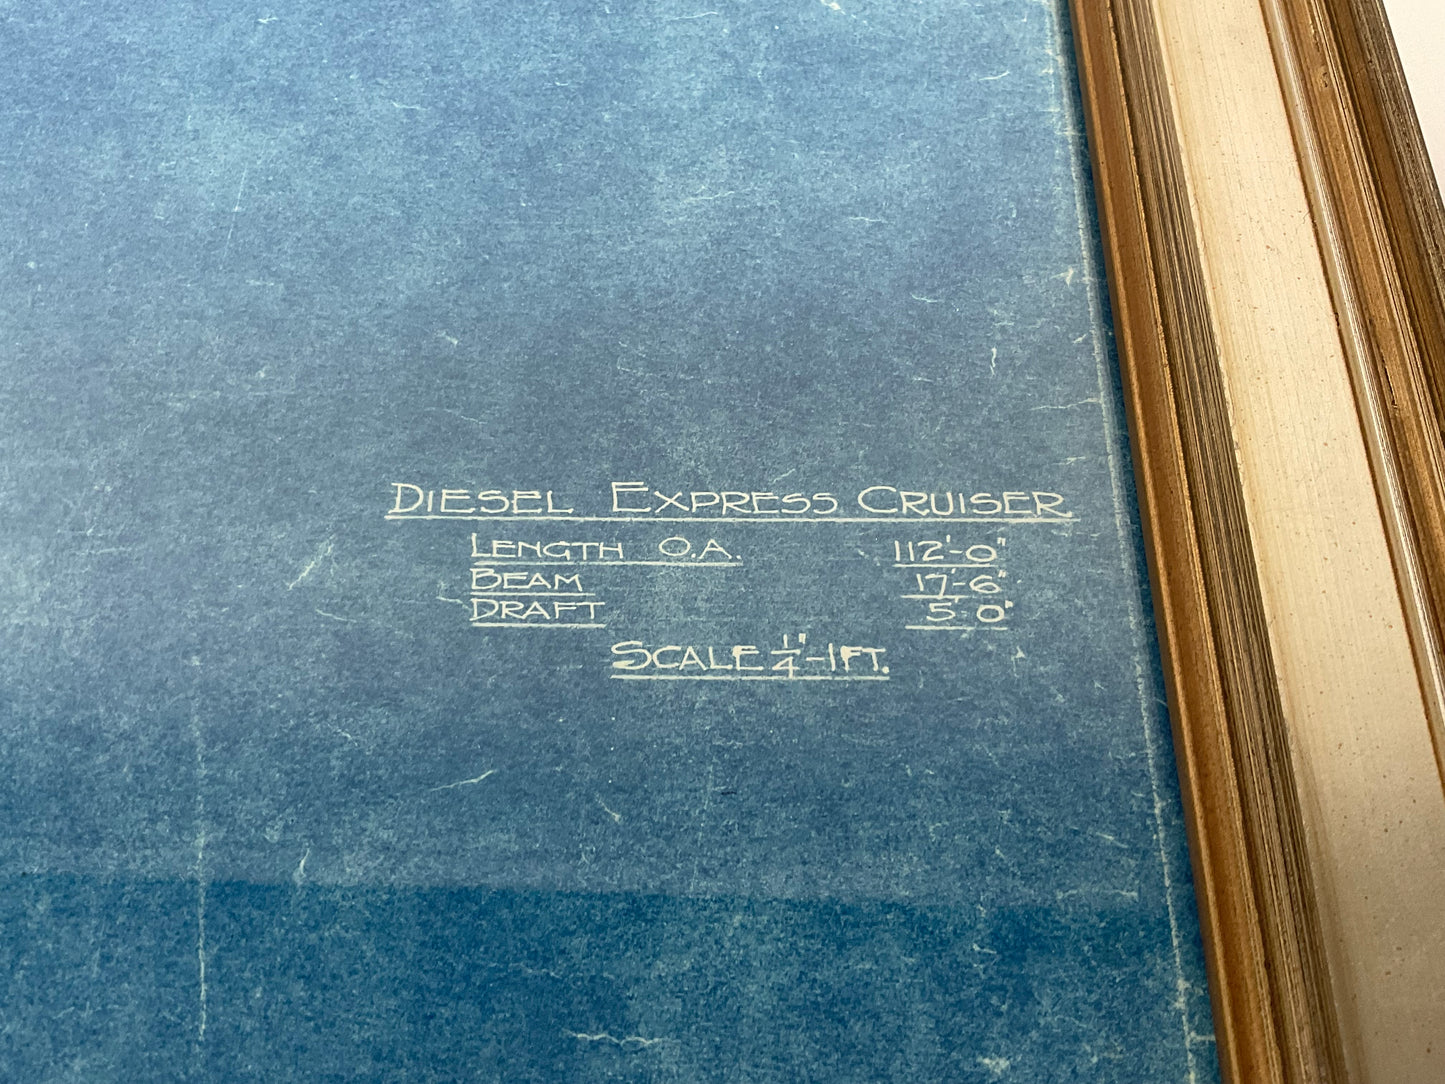 DIESEL EXPRESS CRUISER
LENGTH O.A. 112'-0"
BEAM 17'-6"
DRAFT 5'-0"
SCALE 1/4"-1FT.